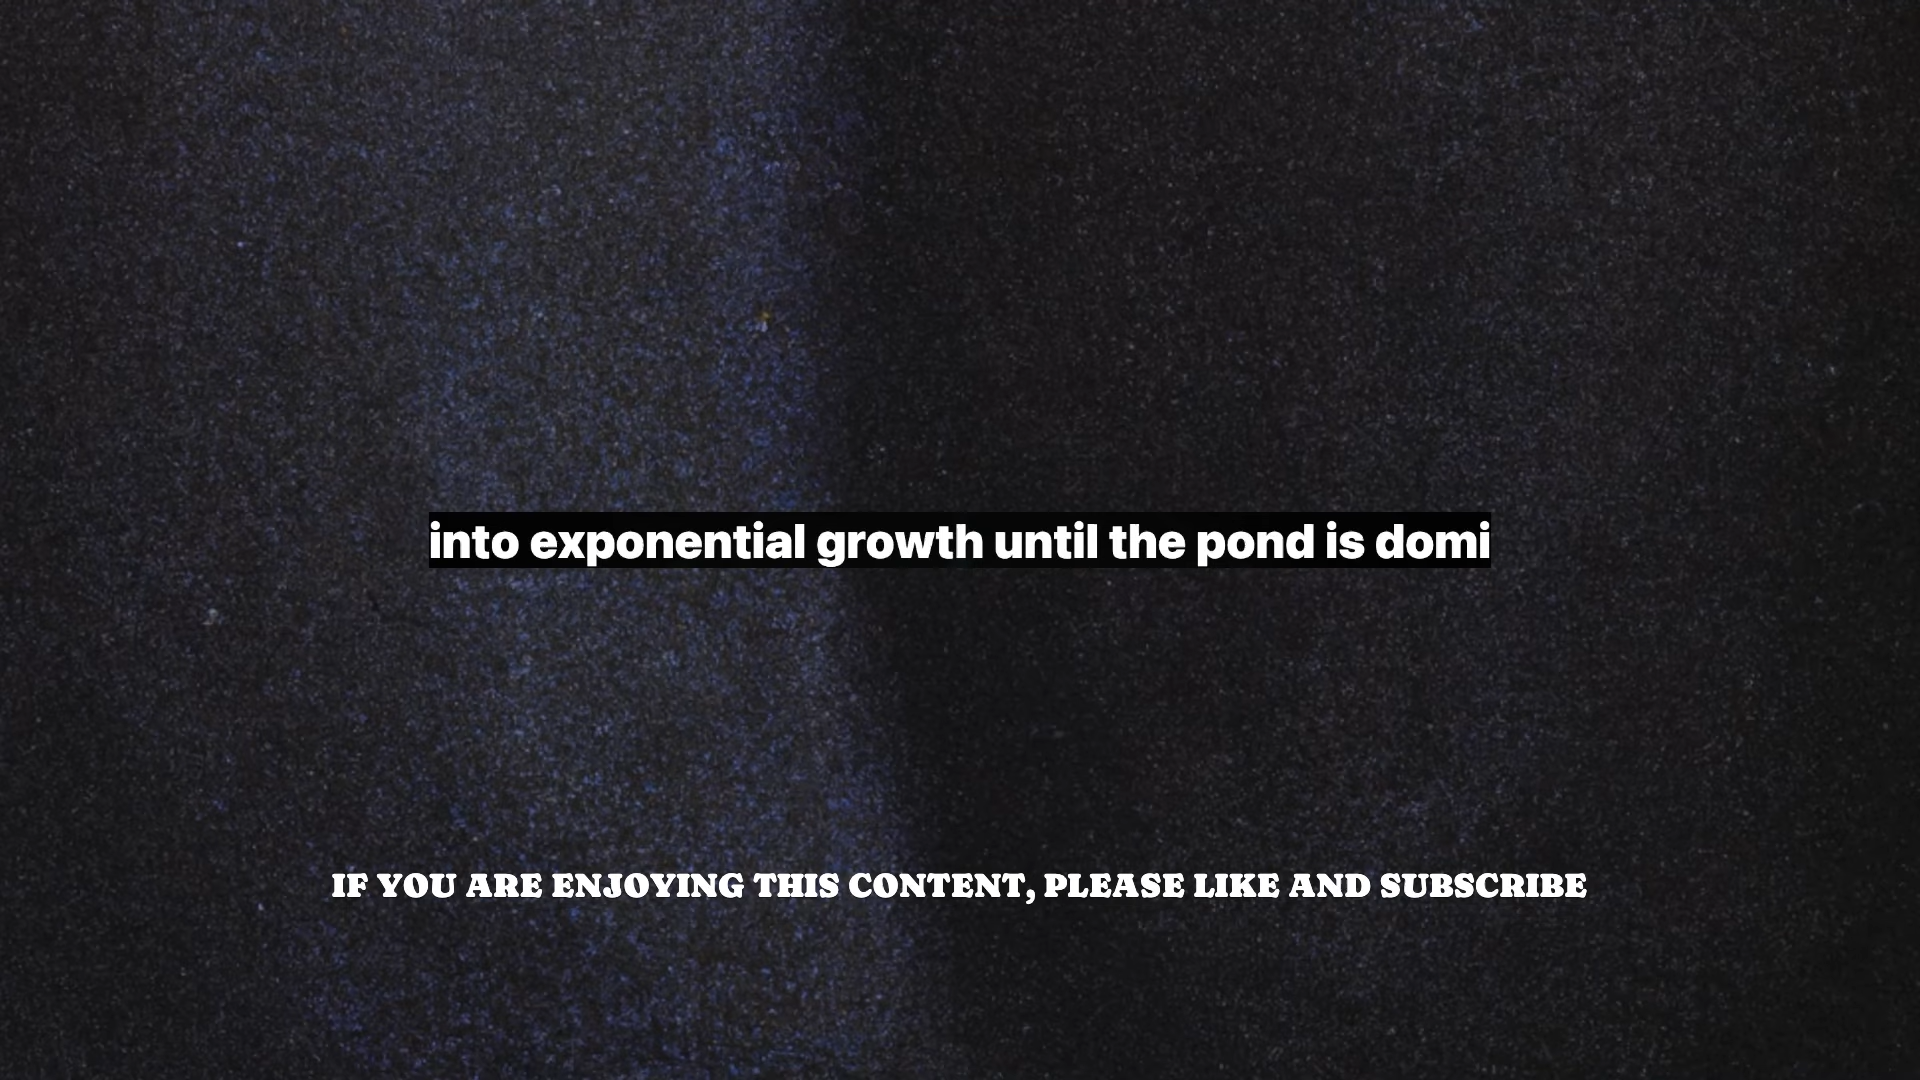 into exponential growth until the pond is domi
IF YOU ARE ENJOYING THIS CONTENT, PLEASE LIKE AND SUBSCRIBE